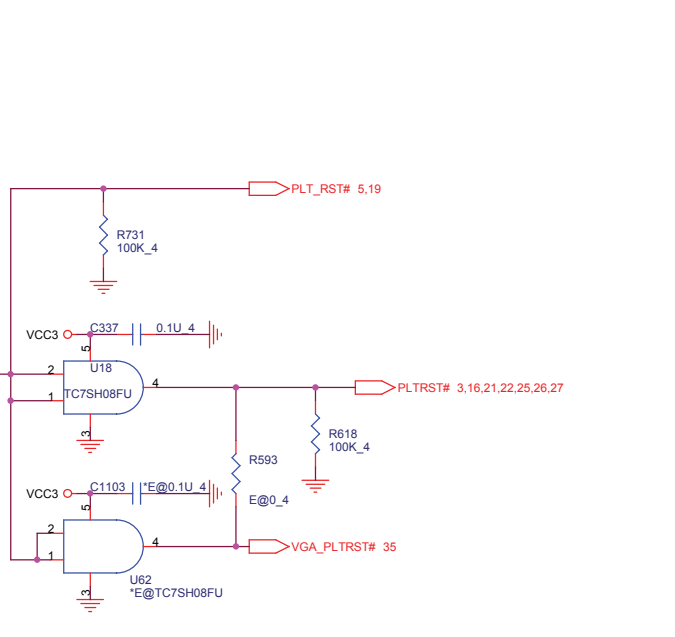 PLT_RST# 5,19
R731
100K_4
VCC3
C337
0.1U_4
5
U18
2
4
TC7SH08FU
1
PLTRST# 3,16,21,22,25,26,27
3
R618
100K_4
R593
C1103
*E@0.1U_4
VCC3
E@0_4
5
2
4
1
VGA_PLTRST# 35
U62
3
*E@TC7SH08FU